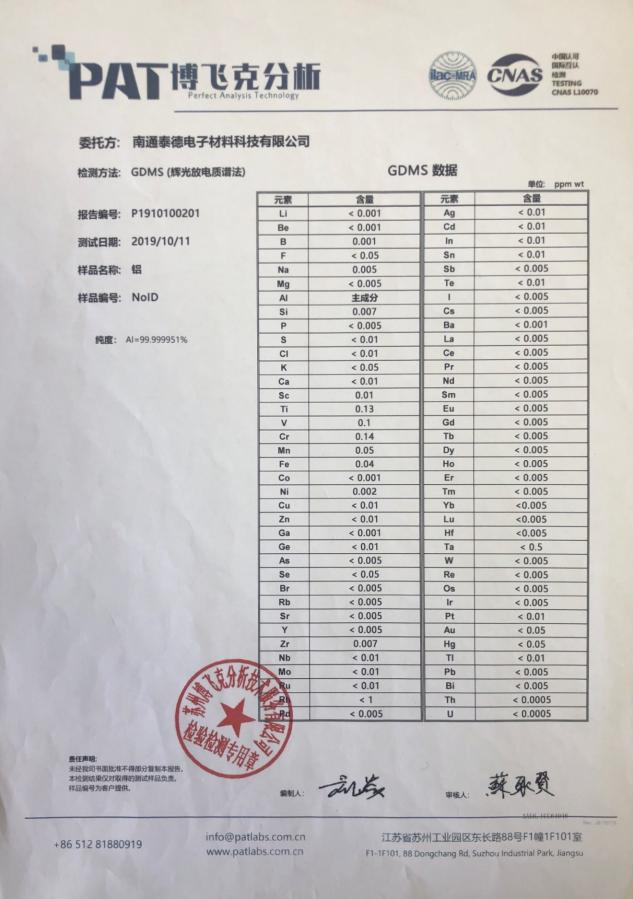 PAT博飞克分析
Perfect Analysis Technology
ilac-MRA
CNAS
中国认可
国际互认
检测
TESTING
CNAS L10070
委托方: 南通泰德电子材料科技有限公司
检测方法: GDMS (辉光放电质谱法)
GDMS 数据
单位: ppm wt
报告编号: P1910100201
测试日期: 2019/10/11
样品名称: 铝
样品编号: NoID
纯度: Al=99.999951%
元素 含量 元素 含量
Li < 0.001 Ag < 0.01
Be < 0.001 Cd < 0.01
B 0.001 In < 0.01
F < 0.05 Sn < 0.01
Na 0.005 Sb < 0.005
Mg < 0.005 Te < 0.01
Al 主成分 I < 0.005
Si 0.007 Cs < 0.005
P < 0.005 Ba < 0.001
S < 0.01 La < 0.005
Cl < 0.01 Ce < 0.005
K < 0.05 Pr < 0.005
Ca < 0.01 Nd < 0.005
Sc 0.01 Sm < 0.005
Ti 0.13 Eu < 0.005
V 0.1 Gd < 0.005
Cr 0.14 Tb < 0.005
Mn 0.05 Dy < 0.005
Fe 0.04 Ho < 0.005
Co < 0.001 Er < 0.005
Ni 0.002 Tm < 0.005
Cu < 0.01 Yb <0.005
Zn < 0.01 Lu <0.005
Ga < 0.001 Hf <0.005
Ge < 0.01 Ta < 0.5
As < 0.005 W < 0.005
Se < 0.05 Re < 0.005
Br < 0.005 Os < 0.005
Rb < 0.005 Ir < 0.005
Sr < 0.005 Pt < 0.01
Y < 0.005 Au < 0.05
Zr 0.007 Hg < 0.05
Nb < 0.01 Tl < 0.01
Mo < 0.01 Pb < 0.005
Ru < 0.01 Bi < 0.005
Rh < 1 Th < 0.0005
Pd < 0.005 U < 0.0005
苏州博飞克分析技术服务有限公司
检验检测专用章
责任声明:
未经我司书面批准不得部分复制本报告。
本检测结果仅对取得的测试样品负责。
样品编号为客户提供。
编制人:
审核人:
+86 512 81880919
info@patlabs.com.cn
www.patlabs.com.cn
江苏省苏州工业园区东长路88号F1幢1F101室
F1-1F101, 88 Dongchang Rd, Suzhou Industrial Park, Jiangsu